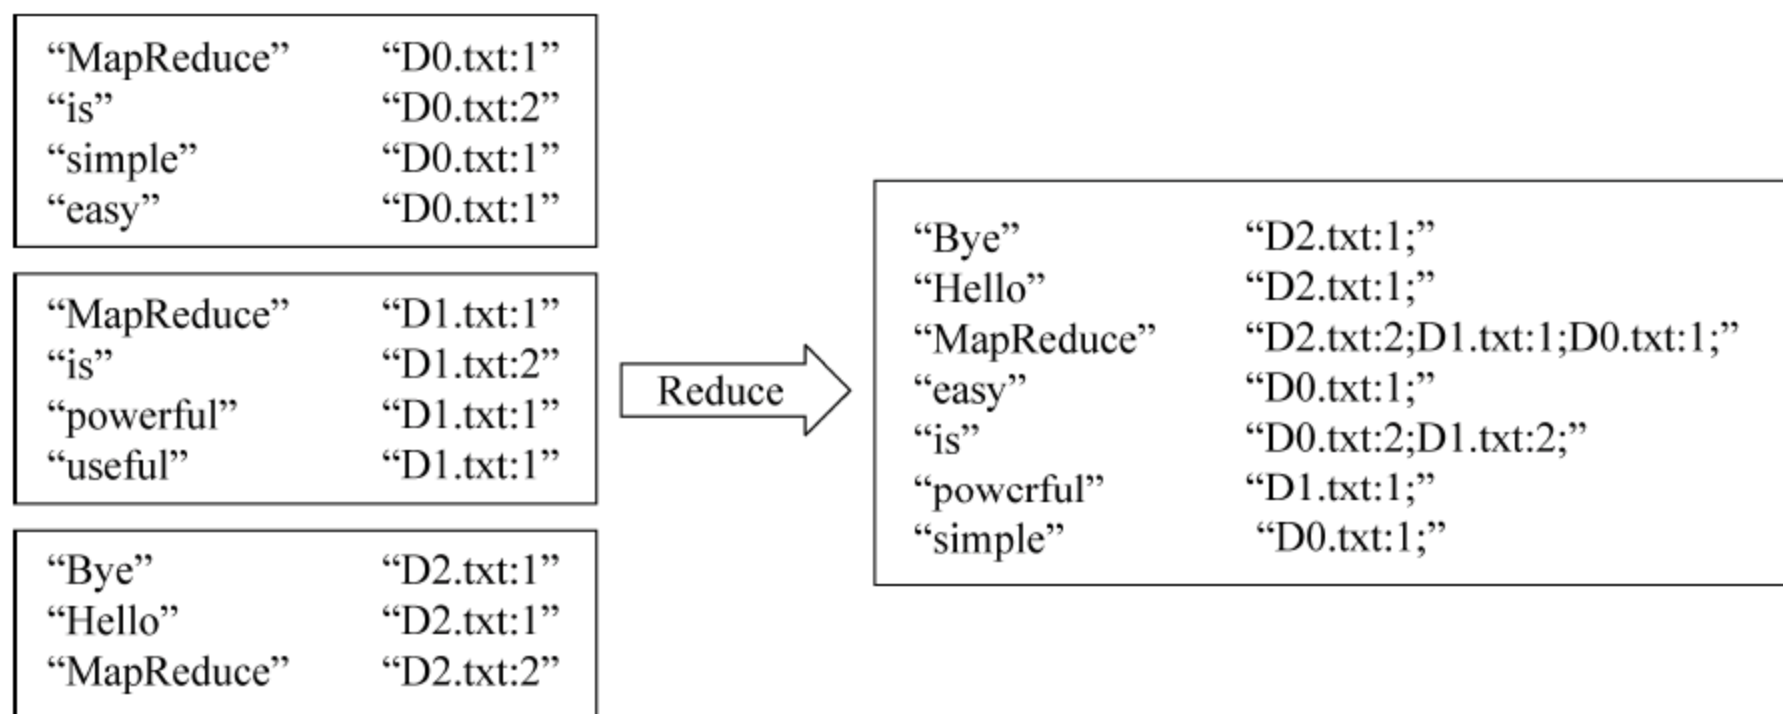 “MapReduce” “D0.txt:1”
“is” “D0.txt:2”
“simple” “D0.txt:1”
“easy” “D0.txt:1”
“MapReduce” “D1.txt:1”
“is” “D1.txt:2”
“powerful” “D1.txt:1”
“useful” “D1.txt:1”
“Bye” “D2.txt:1”
“Hello” “D2.txt:1”
“MapReduce” “D2.txt:2”
Reduce
“Bye” “D2.txt:1;”
“Hello” “D2.txt:1;”
“MapReduce” “D2.txt:2;D1.txt:1;D0.txt:1;”
“easy” “D0.txt:1;”
“is” “D0.txt:2;D1.txt:2;”
“powerful” “D1.txt:1;”
“simple” “D0.txt:1;”